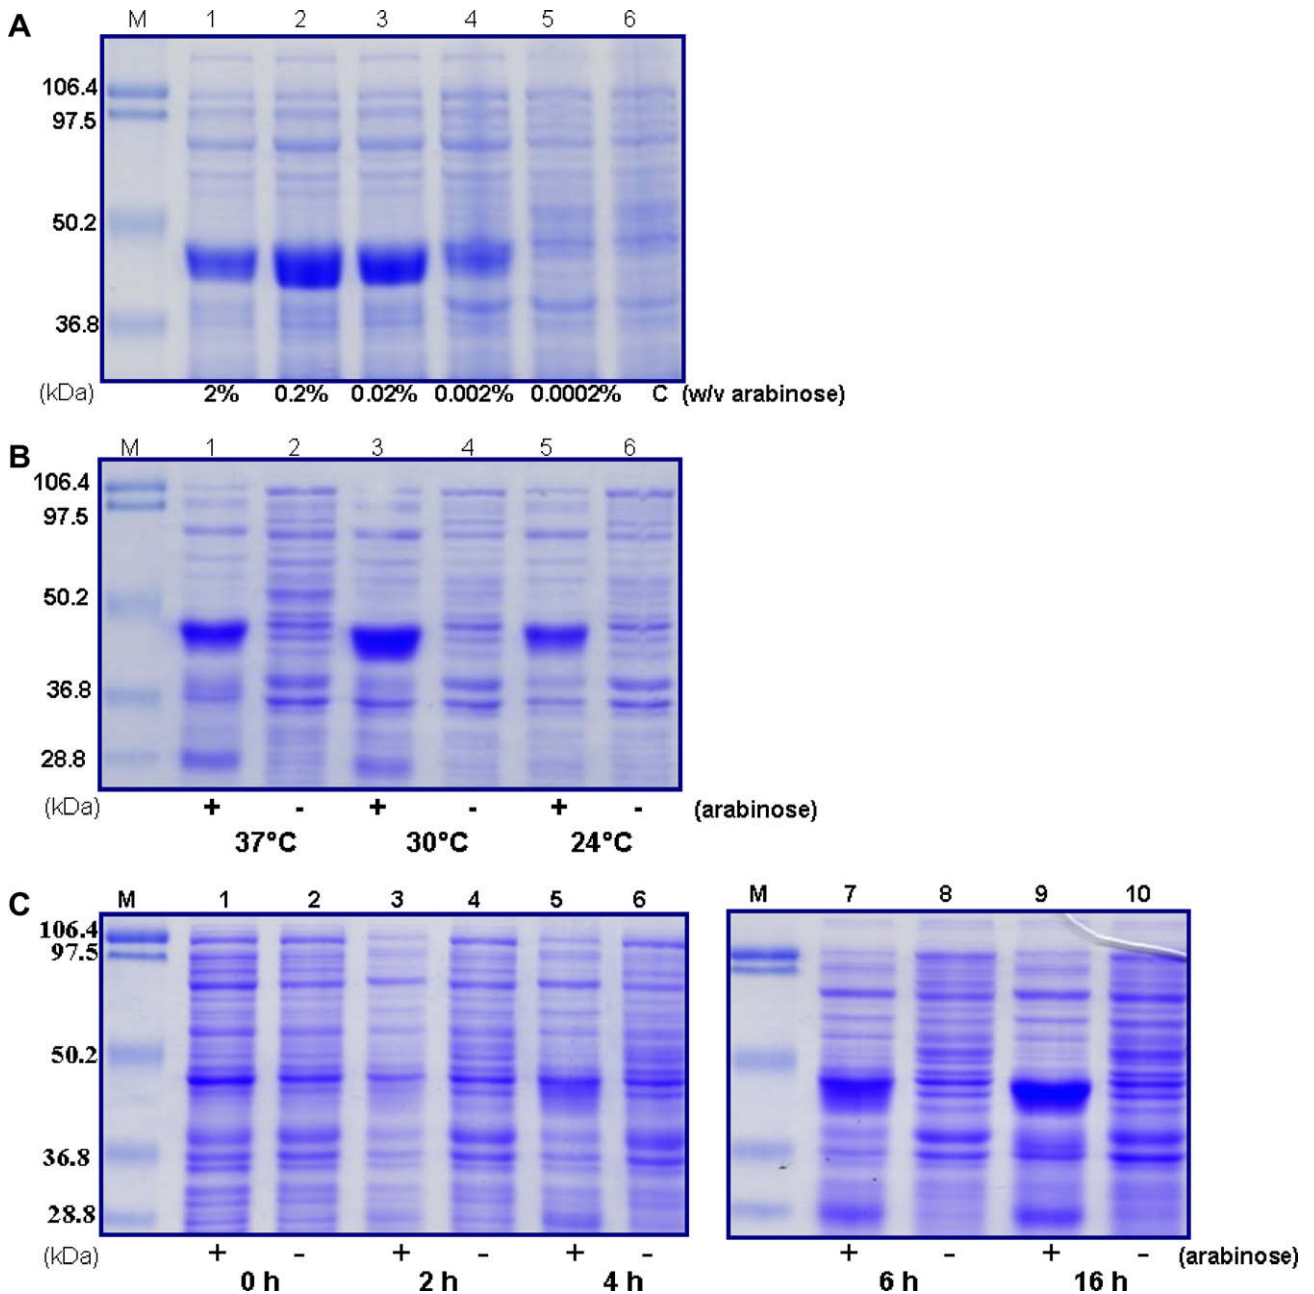 A
M 1 2 3 4 5 6
106.4
97.5
50.2
36.8
(kDa) 2% 0.2% 0.02% 0.002% 0.0002% C (w/v arabinose)
B
M 1 2 3 4 5 6
106.4
97.5
50.2
36.8
28.8
(kDa) + - + - + - (arabinose)
37°C 30°C 24°C
C
M 1 2 3 4 5 6 M 7 8 9 10
106.4
97.5
50.2
36.8
28.8
(kDa) + - + - + - + - + - (arabinose)
0 h 2 h 4 h 6 h 16 h